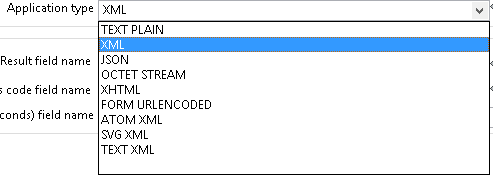 Application type XML
TEXT PLAIN
XML
Result field name JSON
OCTET STREAM
s code field name XHTML
FORM URLENCODED
conds) field name ATOM XML
SVG XML
TEXT XML